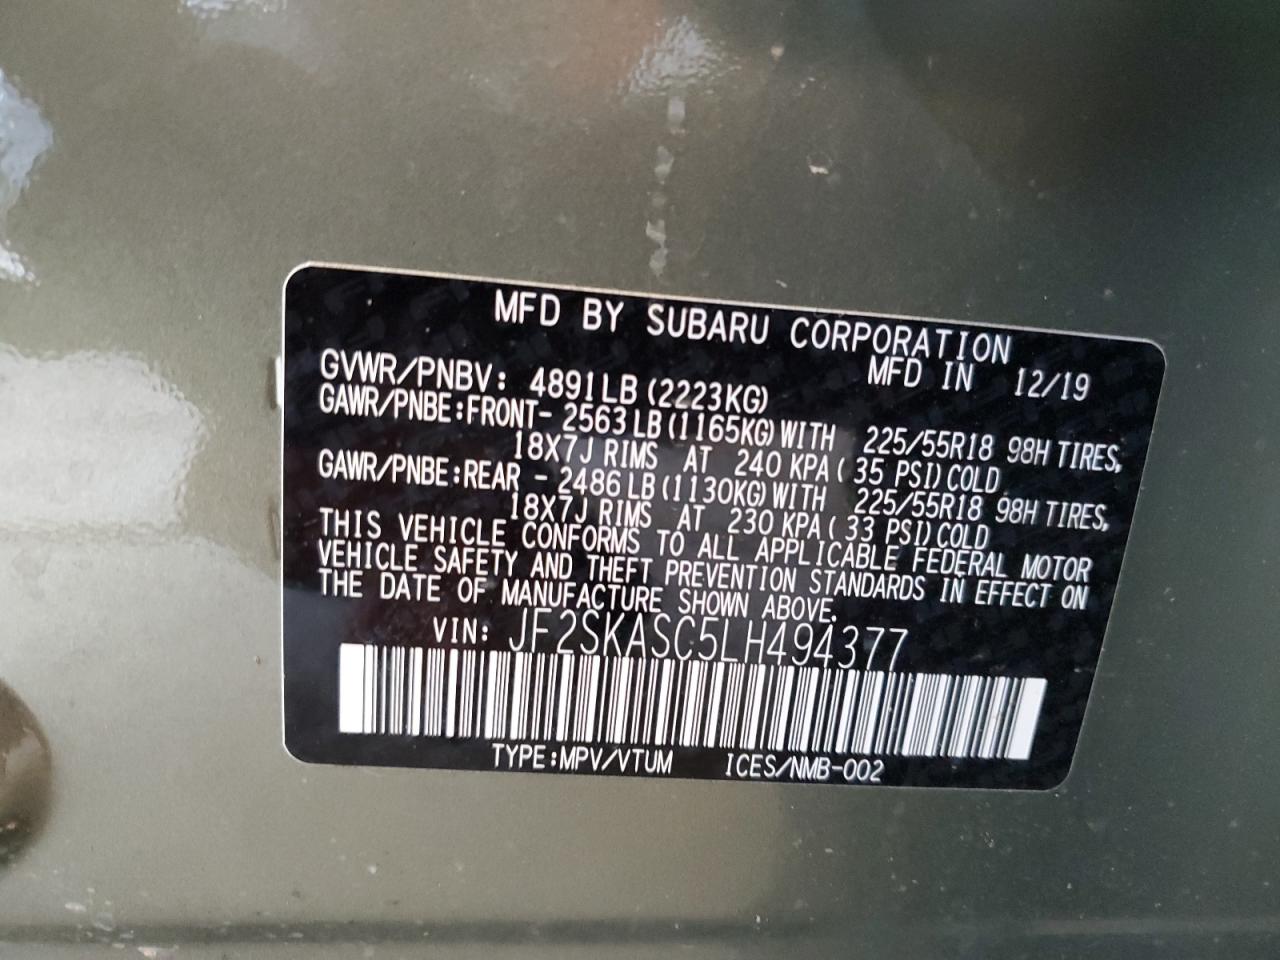 MFD BY SUBARU CORPORATION
MFD IN 12/19
GVWR/PNBV: 4891LB (2223KG)
GAWR/PNBE:FRONT- 2563LB(1165KG)WITH 225/55R18 98H TIRES,
18X7J RIMS AT 240 KPA( 35 PSI)COLD
GAWR/PNBE:REAR - 2486LB(1130KG)WITH 225/55R18 98H TIRES,
18X7J RIMS AT 230 KPA( 33 PSI)COLD
THIS VEHICLE CONFORMS TO ALL APPLICABLE FEDERAL MOTOR
VEHICLE SAFETY AND THEFT PREVENTION STANDARDS IN EFFECT ON
THE DATE OF MANUFACTURE SHOWN ABOVE.
VIN: JF2SKASC5LH494377
TYPE:MPV/VTUM ICES/NMB-002